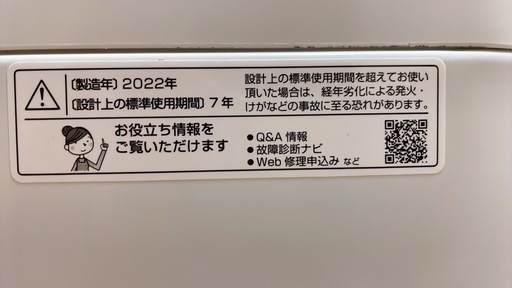 〔製造年〕2022年
〔設計上の標準使用期間〕7年
設計上の標準使用期間を超えてお使い
頂いた場合は、経年劣化による発火・
けがなどの事故に至る恐れがあります。
お役立ち情報を
ご覧いただけます
●Q&A 情報
●故障診断ナビ
●Web 修理申込み など